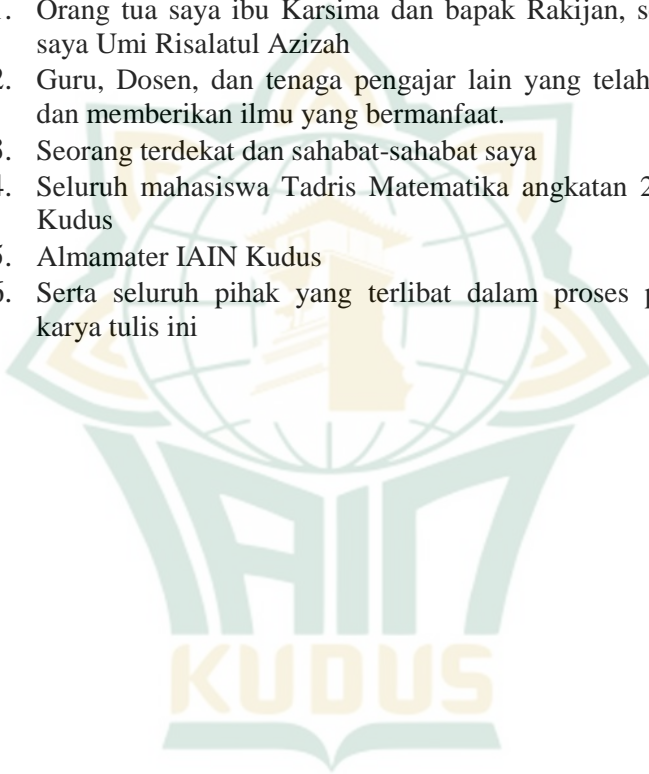 1. Orang tua saya ibu Karsima dan bapak Rakijan, s
saya Umi Risalatul Azizah
2. Guru, Dosen, dan tenaga pengajar lain yang telah
dan memberikan ilmu yang bermanfaat.
3. Seorang terdekat dan sahabat-sahabat saya
4. Seluruh mahasiswa Tadris Matematika angkatan 2
Kudus
5. Almamater IAIN Kudus
6. Serta seluruh pihak yang terlibat dalam proses p
karya tulis ini
IAIN
KUDUS